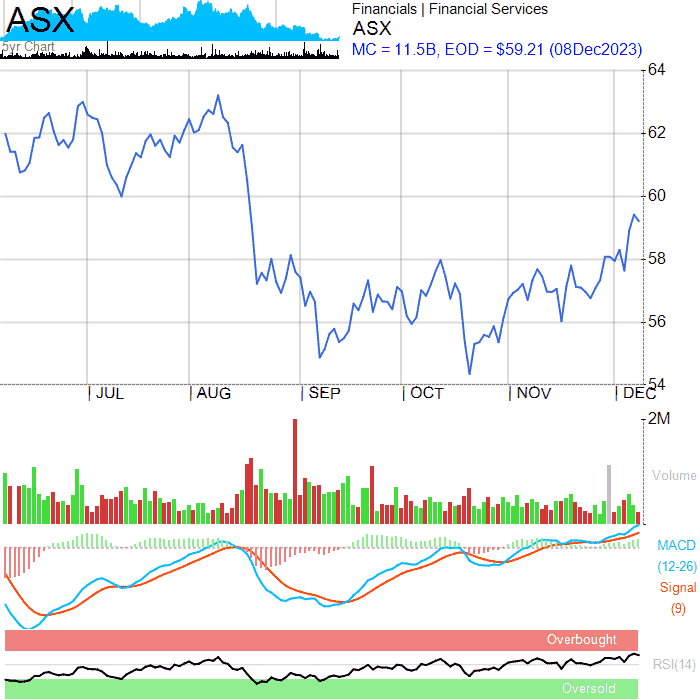 ASX
5yr Chart
Financials | Financial Services
ASX
MC = 11.5B, EOD = $59.21 (08Dec2023)
64
62
60
58
56
54
JUL AUG SEP OCT NOV DEC
2M
Volume
MACD
(12-26)
Signal
(9)
Overbought
RSI(14)
Oversold